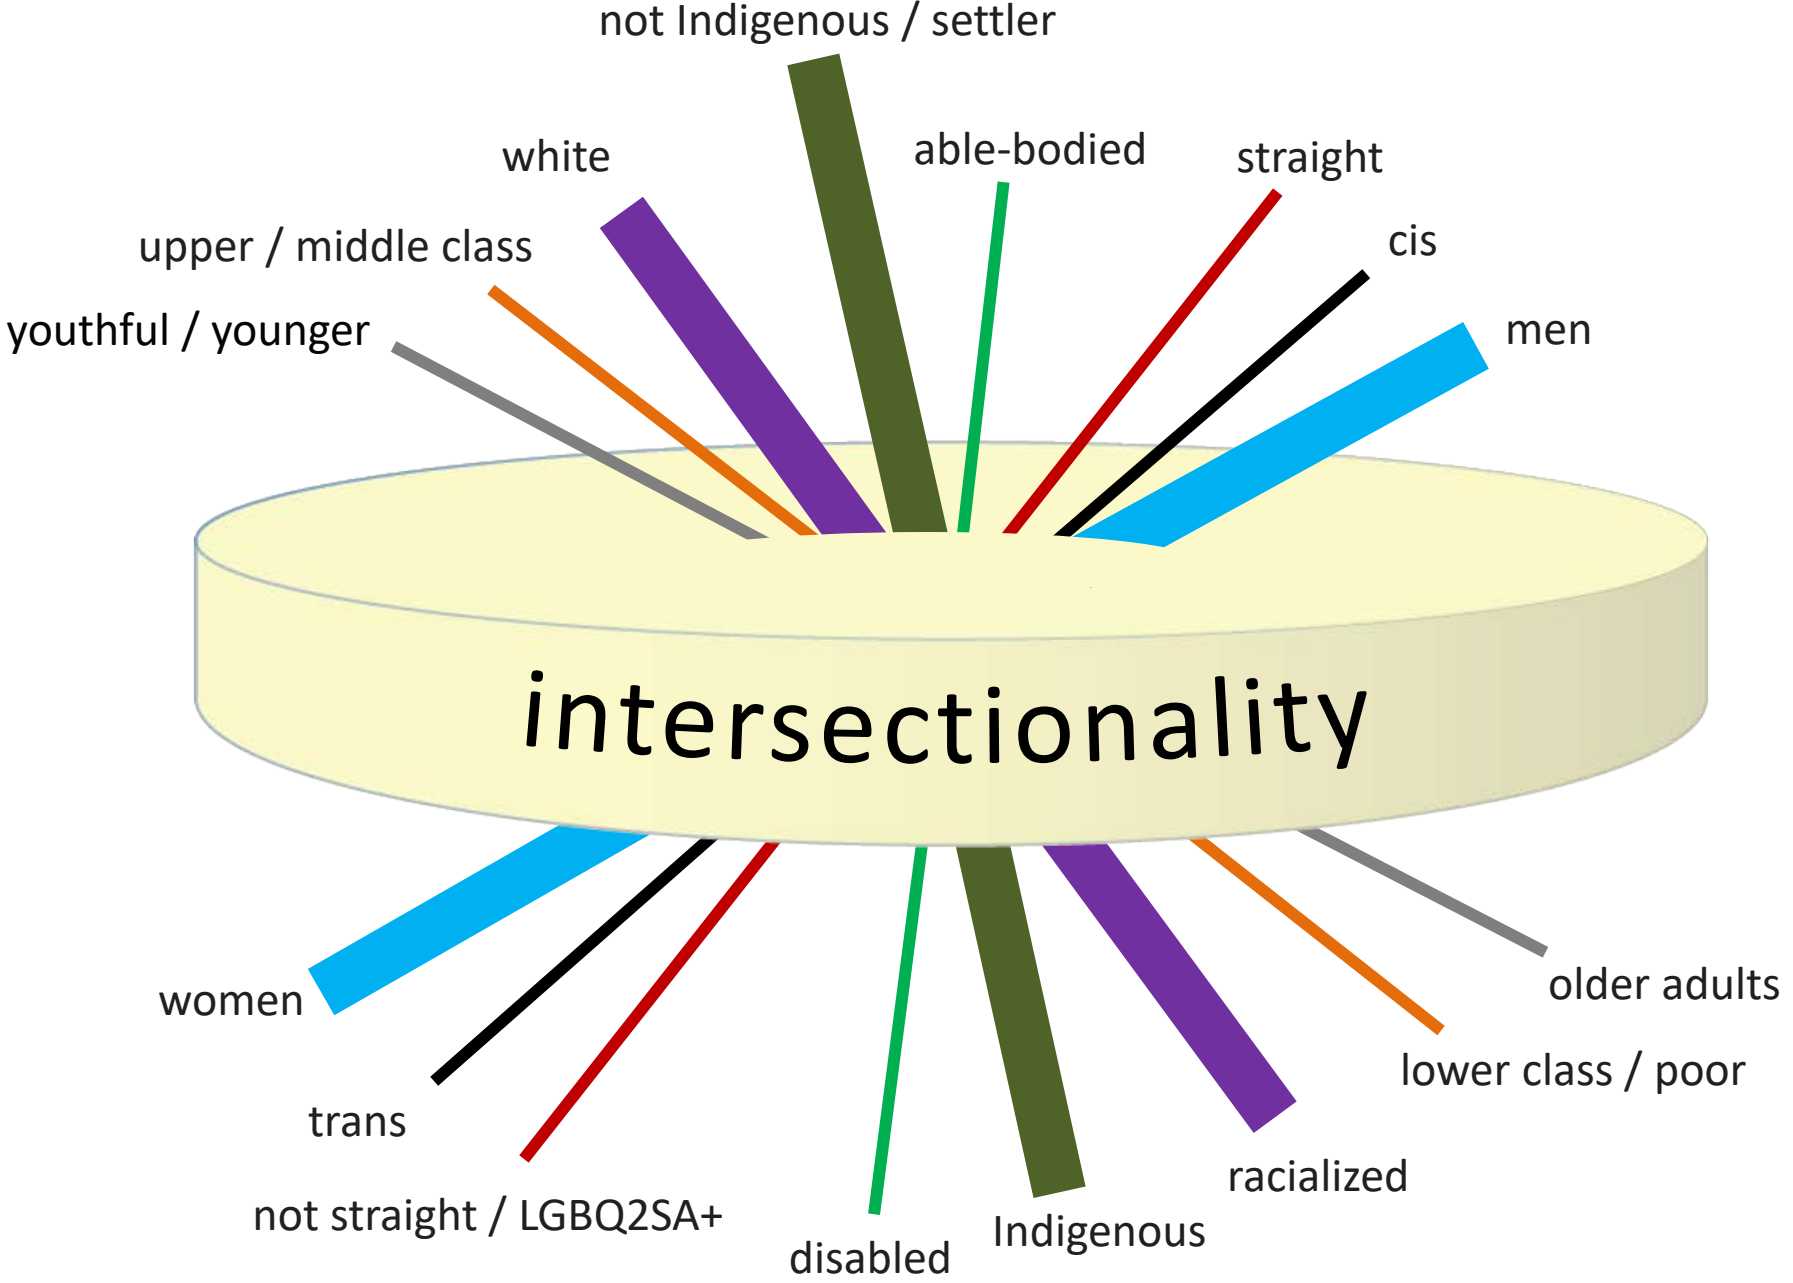 not Indigenous / settler
able-bodied
straight
white
cis
upper / middle class
men
youthful / younger
intersectionality
women
older adults
lower class / poor
trans
racialized
not straight / LGBQ2SA+
Indigenous
disabled